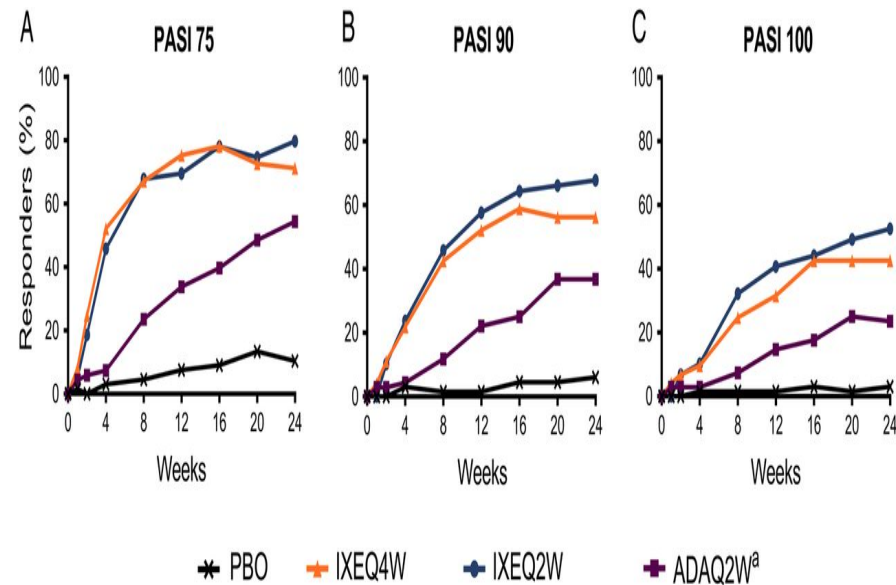 A
PASI 75
B
PASI 90
C
PASI 100
Responders (%)
100
80
60
40
20
0
0 4 8 12 16 20 24
Weeks
100
80
60
40
20
0
0 4 8 12 16 20 24
Weeks
100
80
60
40
20
0
0 4 8 12 16 20 24
Weeks
PBO IXEQ4W IXEQ2W ADAQ2Wᵃ